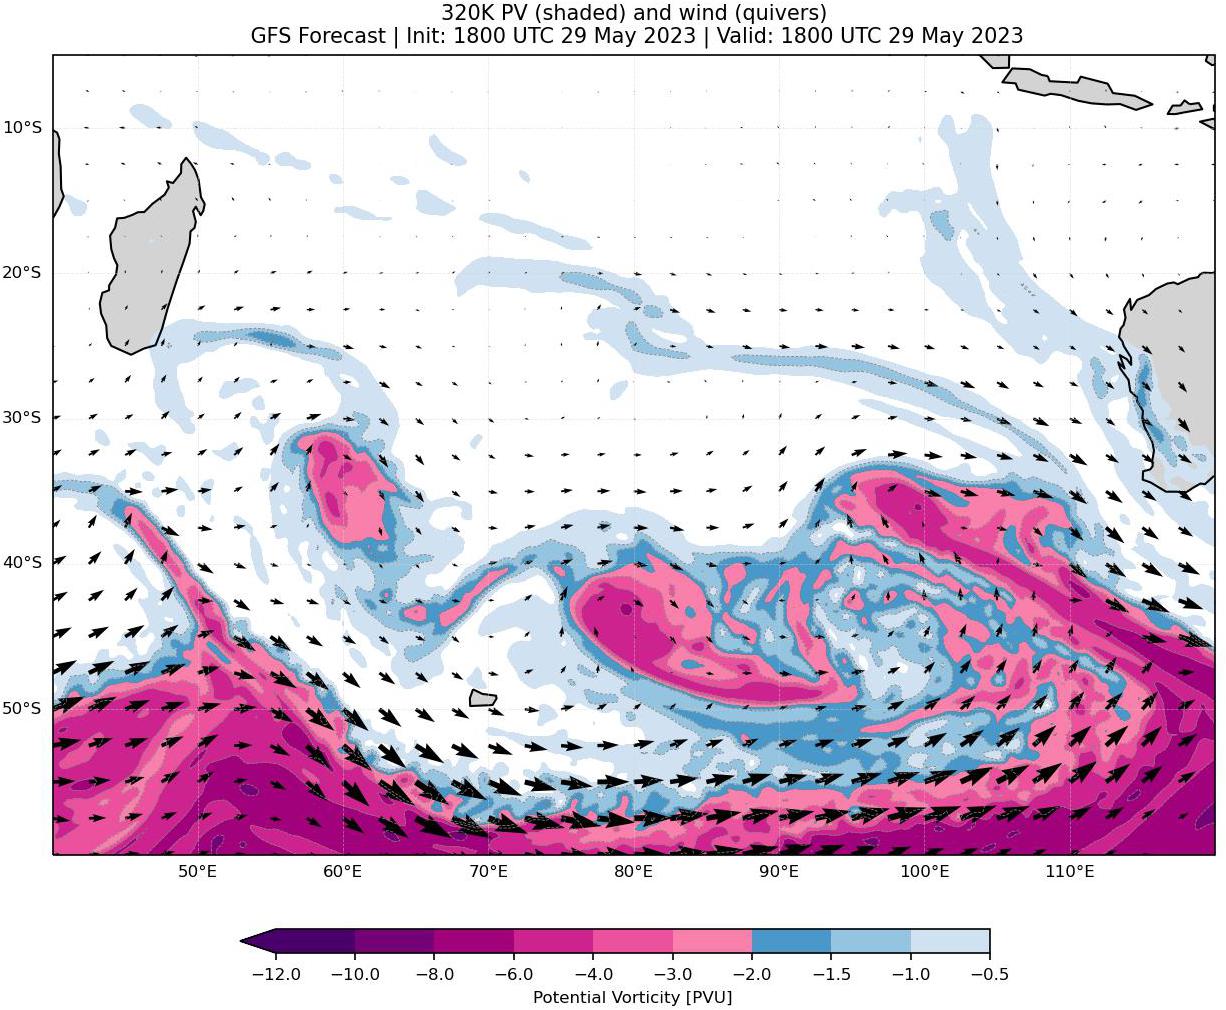 320K PV (shaded) and wind (quivers)
GFS Forecast | Init: 1800 UTC 29 May 2023 | Valid: 1800 UTC 29 May 2023
10°S
20°S
30°S
40°S
50°S
50°E 60°E 70°E 80°E 90°E 100°E 110°E
−12.0 −10.0 −8.0 −6.0 −4.0 −3.0 −2.0 −1.5 −1.0 −0.5
Potential Vorticity [PVU]